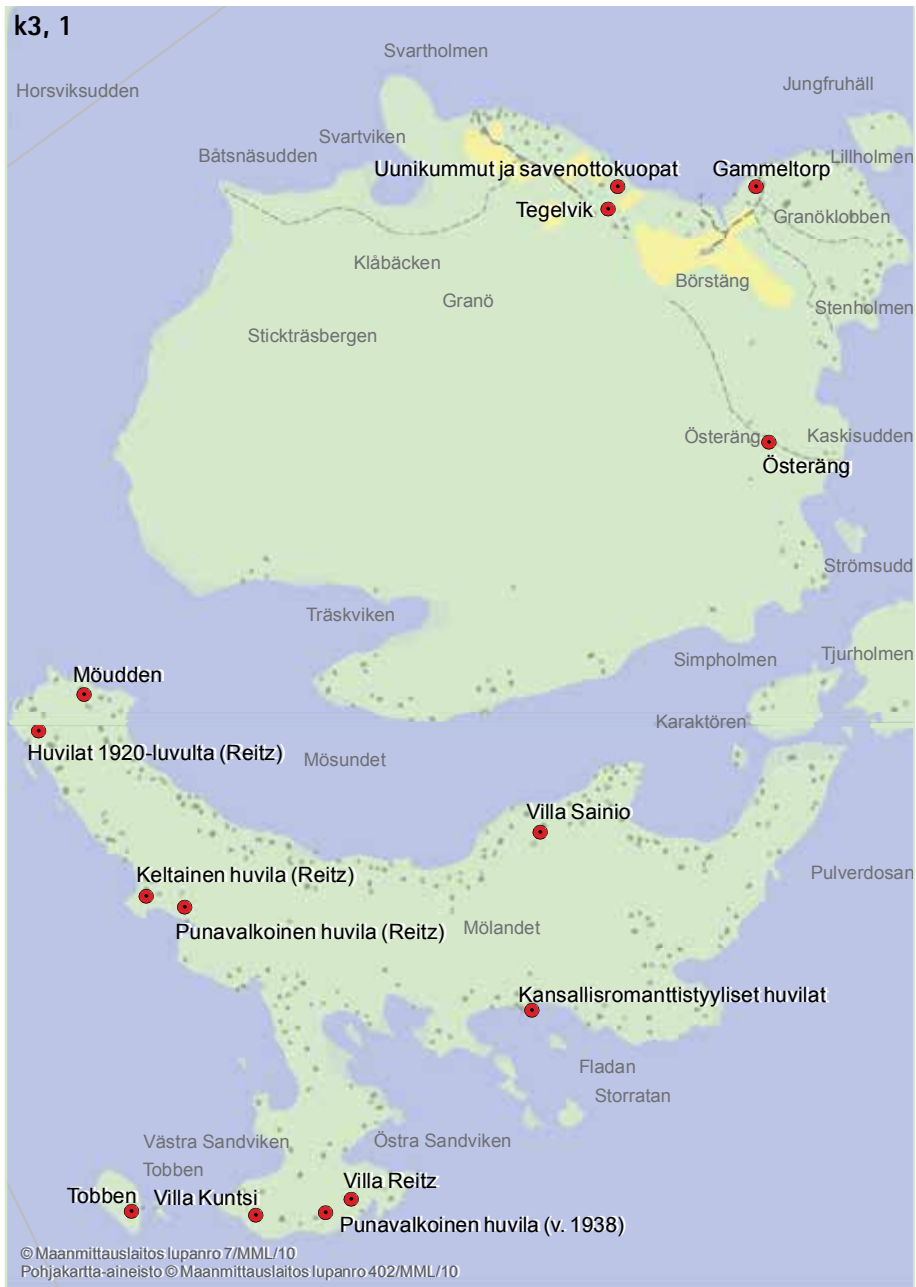 k3, 1
Svartholmen
Jungfruhäll
Horsviksudden
Svartviken
Båtsnäsudden
Lillholmen
Uunikummut ja savenottokuopat
Gammeltorp
Tegelvik
Granöklobben
Klåbäcken
Börstäng
Granö
Stenholmen
Stickträsbergen
Österäng
Kaskisudden
Österäng
Strömsudd
Träskviken
Simpholmen
Tjurholmen
Möudden
Karaktören
Huvilat 1920-luvulta (Reitz)
Mösundet
Villa Sainio
Keltainen huvila (Reitz)
Pulverdosan
Punavalkoinen huvila (Reitz)
Mölandet
Kansallisromanttistyyliset huvilat
Fladan
Storratan
Västra Sandviken
Östra Sandviken
Tobben
Villa Reitz
Tobben
Villa Kuntsi
Punavalkoinen huvila (v. 1938)
© Maanmittauslaitos lupanro 7/MML/10
Pohjakartta-aineisto © Maanmittauslaitos lupanro 402/MML/10